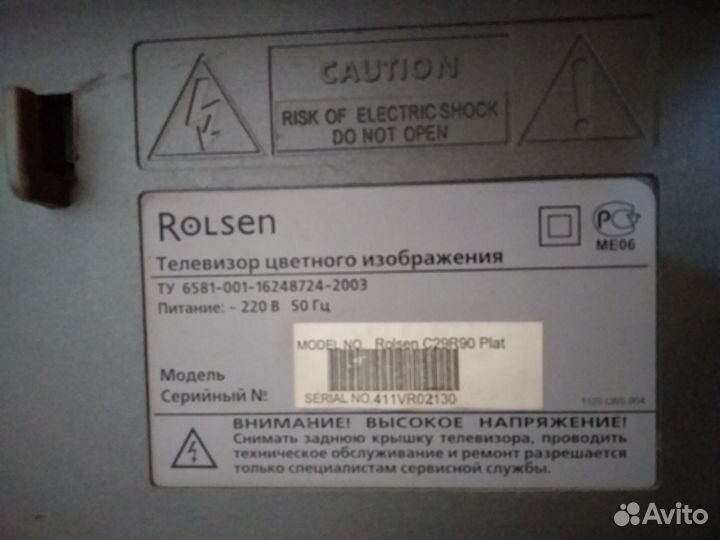 CAUTION
RISK OF ELECTRIC SHOCK
DO NOT OPEN
ROLSEN
Телевизор цветного изображения
ТУ 6581-001-16248724-2003
Питание: ~ 220 В 50 Гц
РС
МЕ06
MODEL NO. Rolsen C29R90 Plat
Модель
Серийный №
SERIAL NO.411VR02130
ВНИМАНИЕ! ВЫСОКОЕ НАПРЯЖЕНИЕ!
Снимать заднюю крышку телевизора, проводить
техническое обслуживание и ремонт разрешается
только специалистам сервисной службы.
Avito